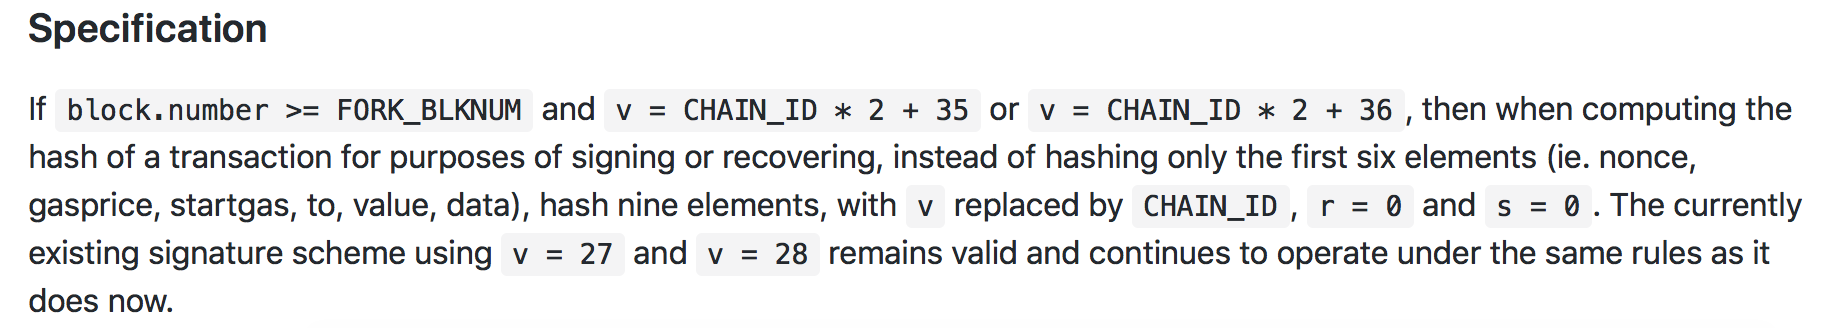 Specification
If block.number >= FORK_BLKNUM and v = CHAIN_ID * 2 + 35 or v = CHAIN_ID * 2 + 36, then when computing the
hash of a transaction for purposes of signing or recovering, instead of hashing only the first six elements (ie. nonce,
gasprice, startgas, to, value, data), hash nine elements, with v replaced by CHAIN_ID, r = 0 and s = 0. The currently
existing signature scheme using v = 27 and v = 28 remains valid and continues to operate under the same rules as it
does now.